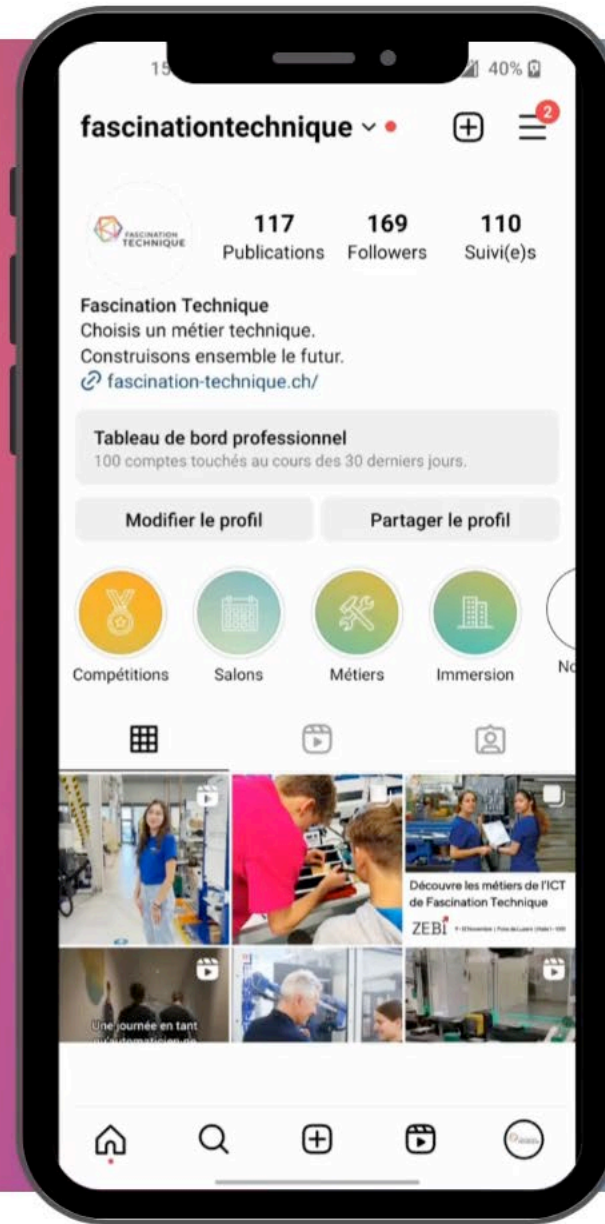 15
40%
fascinationtechnique
2
FASCINATION
TECHNIQUE
117
169
110
Publications
Followers
Suivi(e)s
Fascination Technique
Choisis un métier technique.
Construisons ensemble le futur.
fascination-technique.ch/
Tableau de bord professionnel
100 comptes touchés au cours des 30 derniers jours.
Modifier le profil
Partager le profil
Compétitions
Salons
Métiers
Immersion
Découvre les métiers de l'ICT
de Fascination Technique
ZEBI
Une journée en tant
qu'automaticien ne